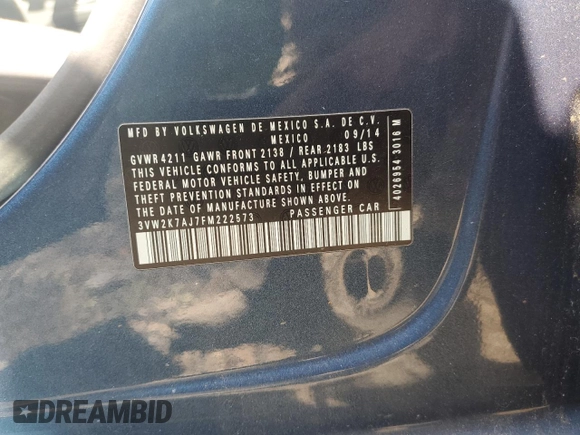 MFD BY VOLKSWAGEN DE MEXICO S.A. DE C.V.
MEXICO 09/14
GVWR 4211 GAWR FRONT 2138 / REAR 2183 LBS
THIS VEHICLE CONFORMS TO ALL APPLICABLE U.S.
FEDERAL MOTOR VEHICLE SAFETY, BUMPER AND
THEFT PREVENTION STANDARDS IN EFFECT ON
THE DATE OF MANUFACTURE SHOWN ABOVE.
3VW2K7AJ7FM222573 PASSENGER CAR
4026954 3016 M
DREAMBID